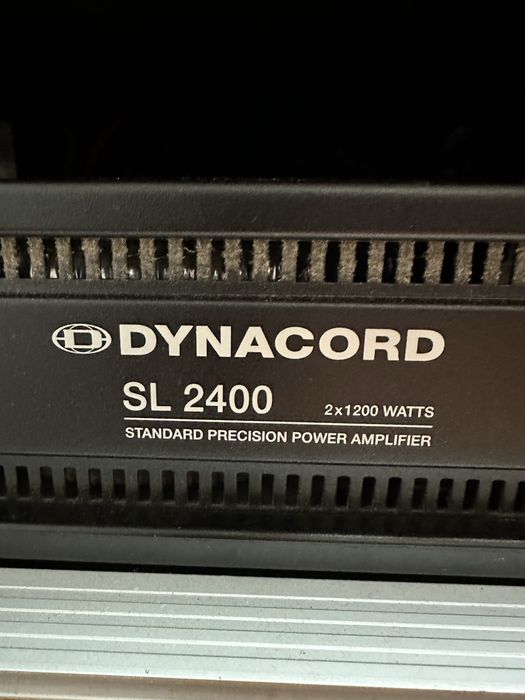 DYNACORD
SL 2400 2x1200 WATTS
STANDARD PRECISION POWER AMPLIFIER